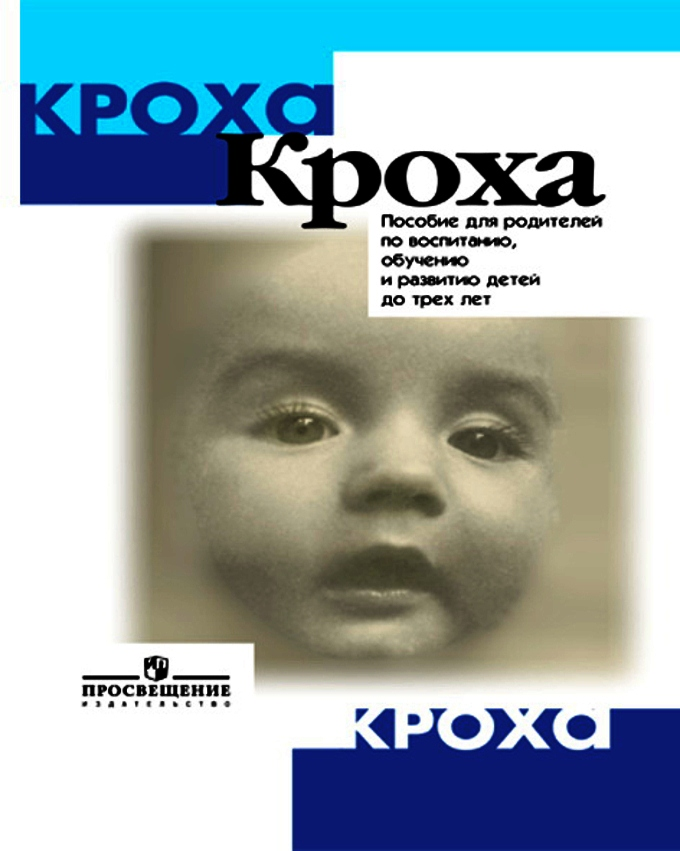 кроха
Кроха
Пособие для родителей
по воспитанию,
обучению
и развитию детей
до трех лет
ПРОСВЕЩЕНИЕ
ИЗДАТЕЛЬСТВО
кроха